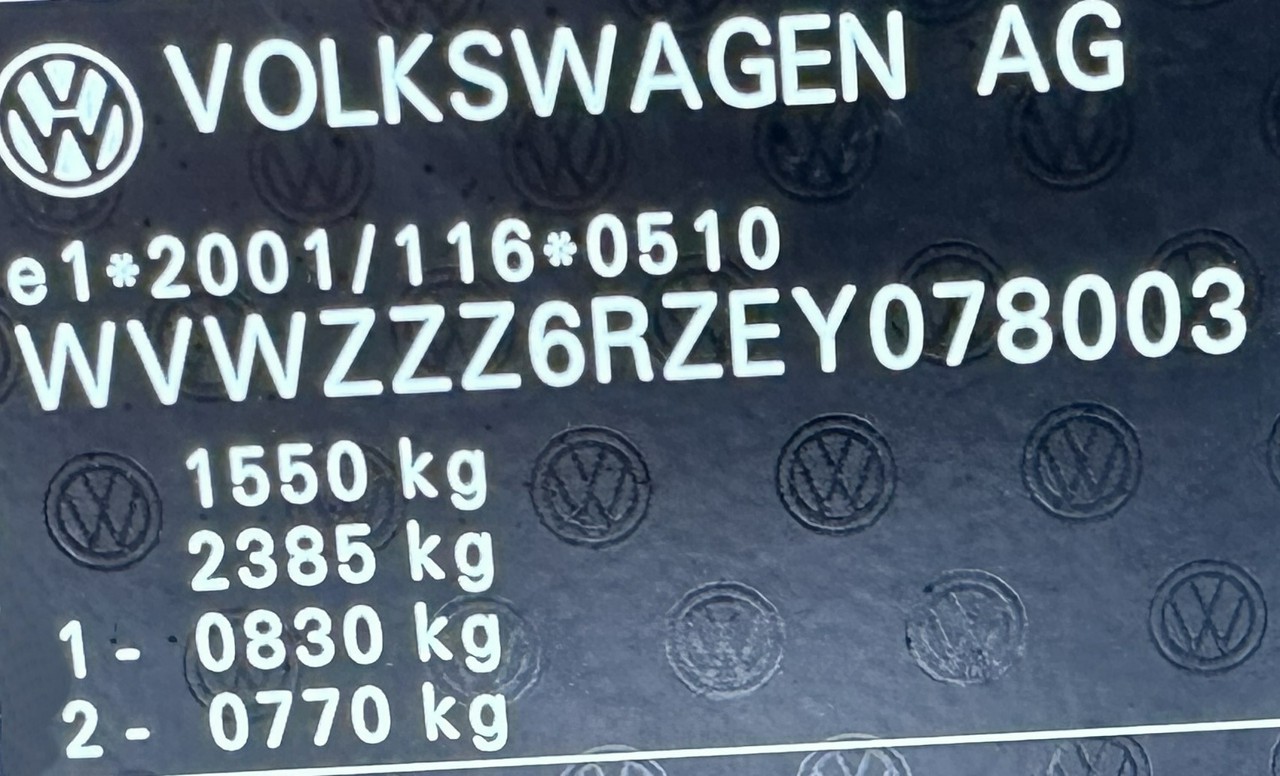 VOLKSWAGEN AG
e1*2001/116*0510
WVWZZZ6RZEY078003
1550 kg
2385 kg
1- 0830 kg
2- 0770 kg